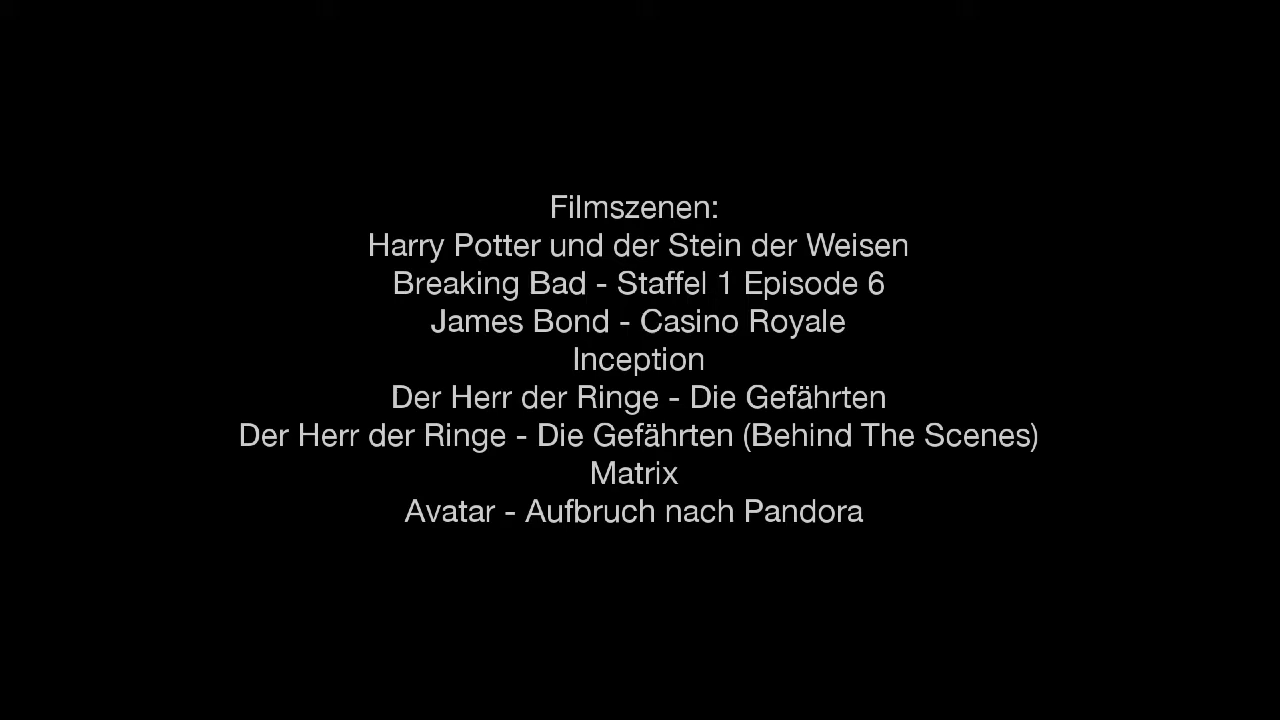 Filmszenen:
Harry Potter und der Stein der Weisen
Breaking Bad - Staffel 1 Episode 6
James Bond - Casino Royale
Inception
Der Herr der Ringe - Die Gefährten
Der Herr der Ringe - Die Gefährten (Behind The Scenes)
Matrix
Avatar - Aufbruch nach Pandora